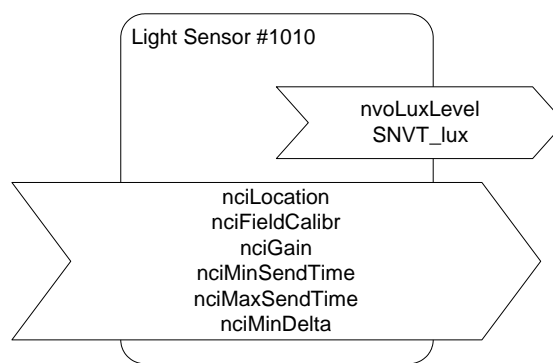 Light Sensor #1010
nvoLuxLevel
SNVT_lux
nciLocation
nciFieldCalibr
nciGain
nciMinSendTime
nciMaxSendTime
nciMinDelta